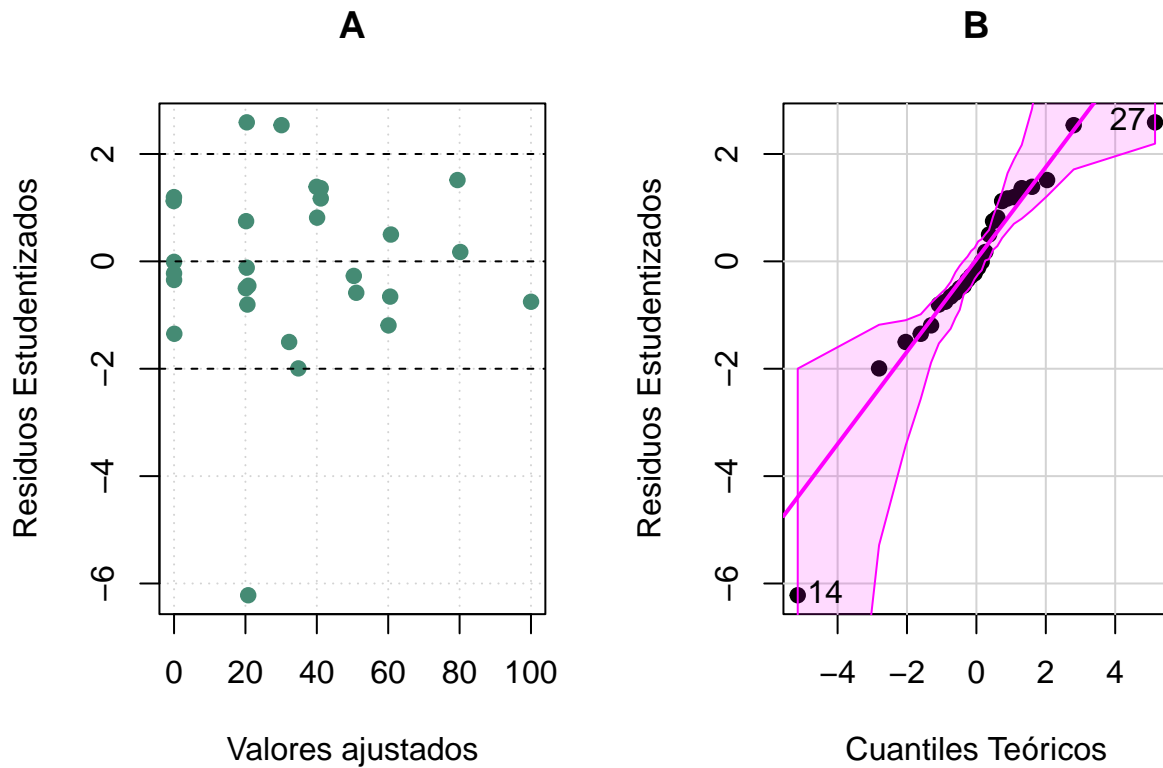 A
Residuos Estudentizados
2
0
−2
−4
−6
0 20 40 60 80 100
Valores ajustados
B
Residuos Estudentizados
2
0
−2
−4
−6
27
14
−4 −2 0 2 4
Cuantiles Teóricos